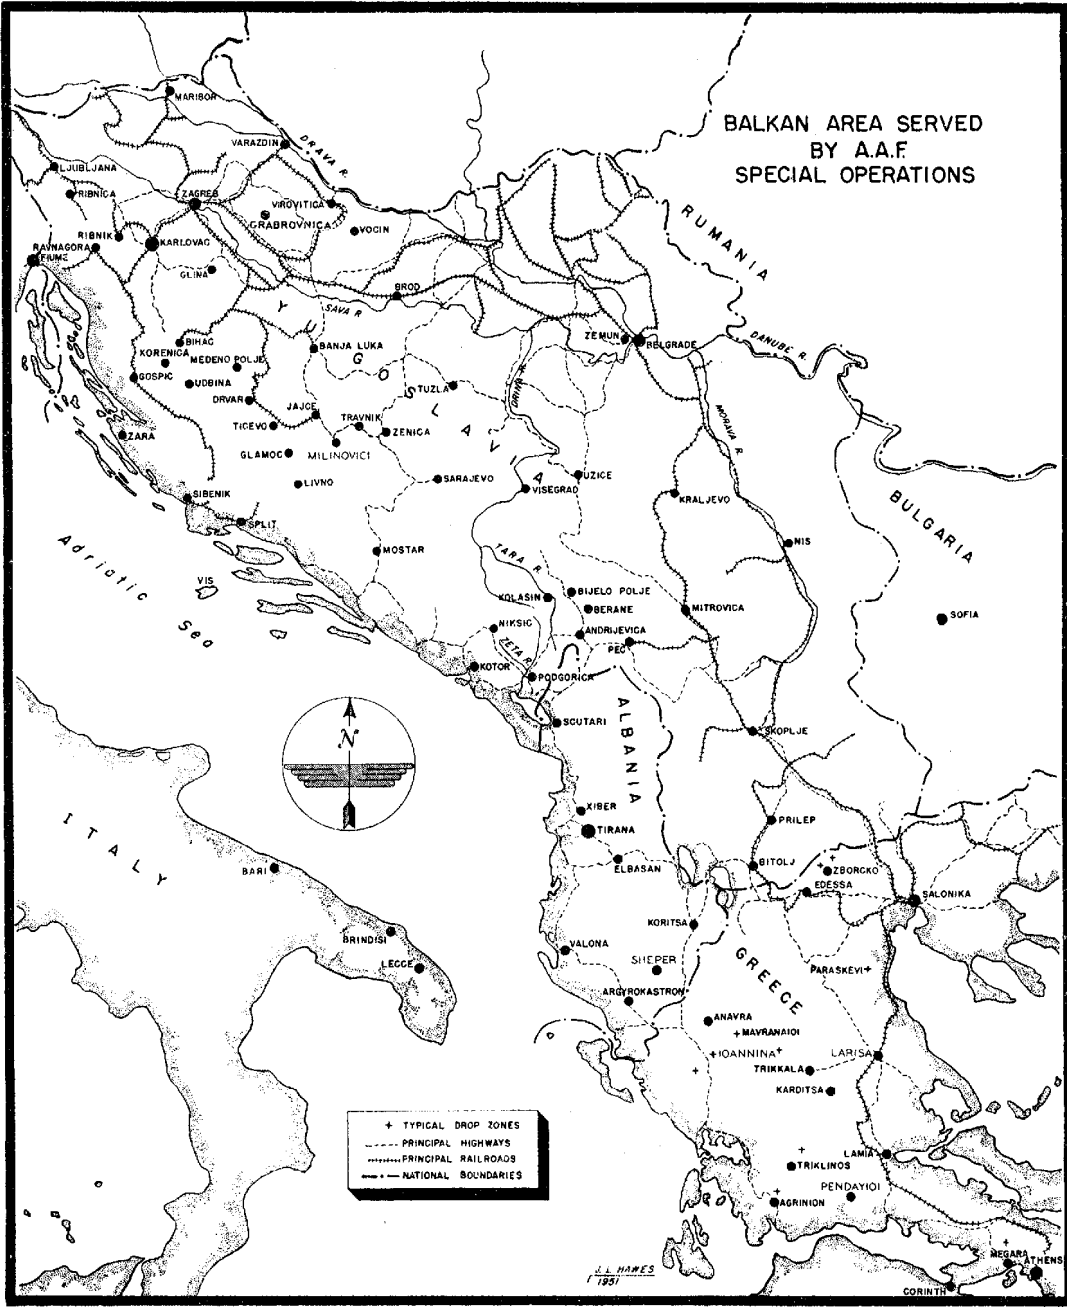 BALKAN AREA SERVED
BY A.A.F.
SPECIAL OPERATIONS
MARIBOR
VARAZDIN
DRAVA R.
LJUBLJANA
RIBNICA
ZAGREB
VIROVITICA
GRABROVNICA
VOCIN
RIBNIK
RAVNAGORA
KARLOVAC
FIUME
GLINA
BROD
SAVA R.
RUMANIA
YUGOSLAVIA
BIHAC
BANJA LUKA
ZEMUN
BELGRADE
DANUBE R.
KORENICA
MEDENO POLJE
GOSPIC
UDBINA
DRVAR
TUZLA
DRINA R.
MORAVA R.
JAJCE
TRAVNIK
TICEVO
ZENICA
ZARA
MILINOVICI
GLAMOC
LIVNO
SARAJEVO
VISEGRAD
UZICE
KRALJEVO
BULGARIA
SIBENIK
SPLIT
NIS
MOSTAR
TARA R.
Adriatic Sea
VIS
KOLASIN
BIJELO POLJE
BERANE
MITROVICA
SOFIA
NIKSIC
ANDRIJEVICA
PEC
ZETA R.
KOTOR
PODGORICA
ALBANIA
SCUTARI
SKOPLJE
N
XIBER
TIRANA
PRILEP
ITALY
ELBASAN
BITOLJ
ZBORCKO
EDESSA
BARI
SALONIKA
KORITSA
BRINDISI
VALONA
GREECE
LECCE
SHEPER
PARASKEVI
ARGYROKASTRON
ANAVRA
MAVRANAIOI
IOANNINA
LARISA
TRIKKALA
KARDITSA
+ TYPICAL DROP ZONES
PRINCIPAL HIGHWAYS
PRINCIPAL RAILROADS
NATIONAL BOUNDARIES
LAMIA
TRIKLINOS
PENDAYIOI
AGRINION
MEGARA
ATHENS
CORINTH
J. L. HAWES
1951